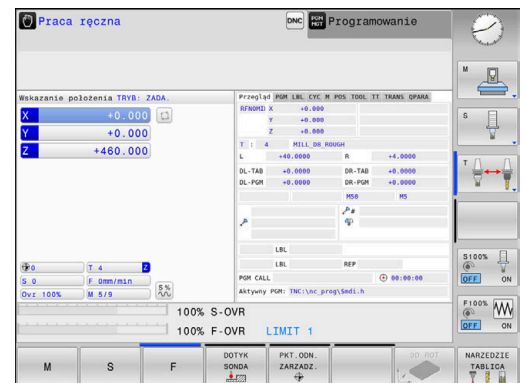 Praca ręczna
DNC
PGM MGT
Programowanie
Wskazanie położenia TRYB: ZADA.
X +0.000
Y +0.000
Z +460.000
0
T 4 Z
S 0
F 0mm/min
Ovr 100%
M 5/9
S %
Przegląd PGM LBL CYC M POS TOOL TT TRANS QPARA
RFNOMID X +0.000
Y +0.000
Z +0.000
T : 4 MILL_D8_ROUGH
L +40.0000 R +4.0000
DL-TAB +0.0000 DR-TAB +0.0000
DL-PGM +0.0000 DR-PGM +0.0000
M50 M5
P#
LBL
LBL REP
PGM CALL 00:00:00
Aktywny PGM: TNC:\nc_prog\Smdi.h
100% S-OVR
100% F-OVR LIMIT 1
M
S
F
DOTYK SONDA
PKT.ODN. ZARZADZ.
3D ROT
NARZEDZIE TABLICA
M
S
T
S100%
OFF ON
F100%
OFF ON